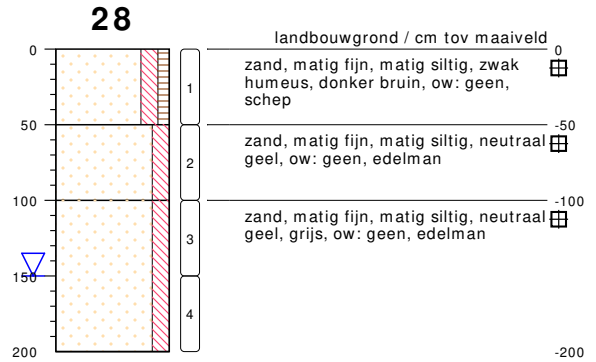 28
landbouwgrond / cm tov maaiveld
0
0
zand, matig fijn, matig siltig, zwak
humeus, donker bruin, ow: geen,
schep
1
50
-50
zand, matig fijn, matig siltig, neutraal
geel, ow: geen, edelman
2
100
-100
zand, matig fijn, matig siltig, neutraal
geel, grijs, ow: geen, edelman
3
150
4
200
-200